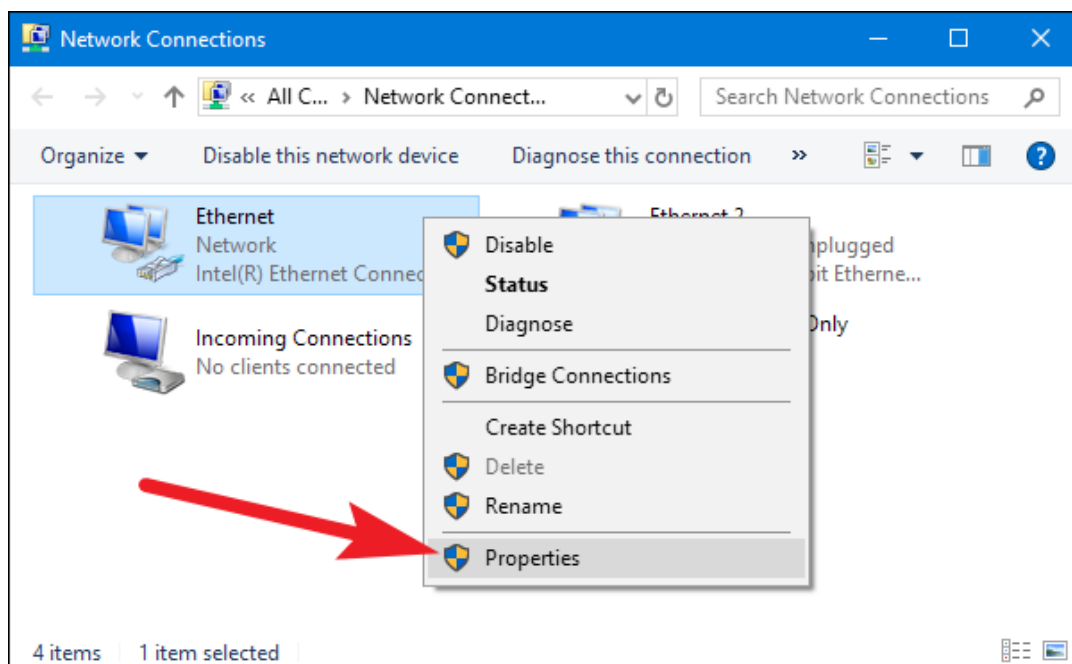 Network Connections
« All C... › Network Connect...
Search Network Connections
Organize
Disable this network device
Diagnose this connection
»
?
Ethernet
Network
Intel(R) Ethernet Connec
Ethernet 2
plugged
bit Etherne...
Incoming Connections
No clients connected
Only
Disable
Status
Diagnose
Bridge Connections
Create Shortcut
Delete
Rename
Properties
4 items
1 item selected